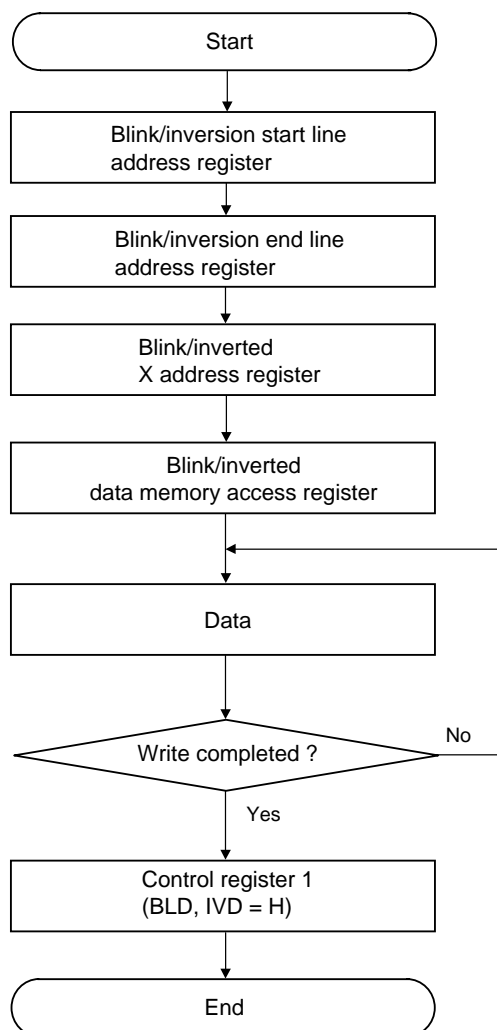 Start
Blink/inversion start line
address register
Blink/inversion end line
address register
Blink/inverted
X address register
Blink/inverted
data memory access register
Data
Write completed ?
No
Yes
Control register 1
(BLD, IVD = H)
End